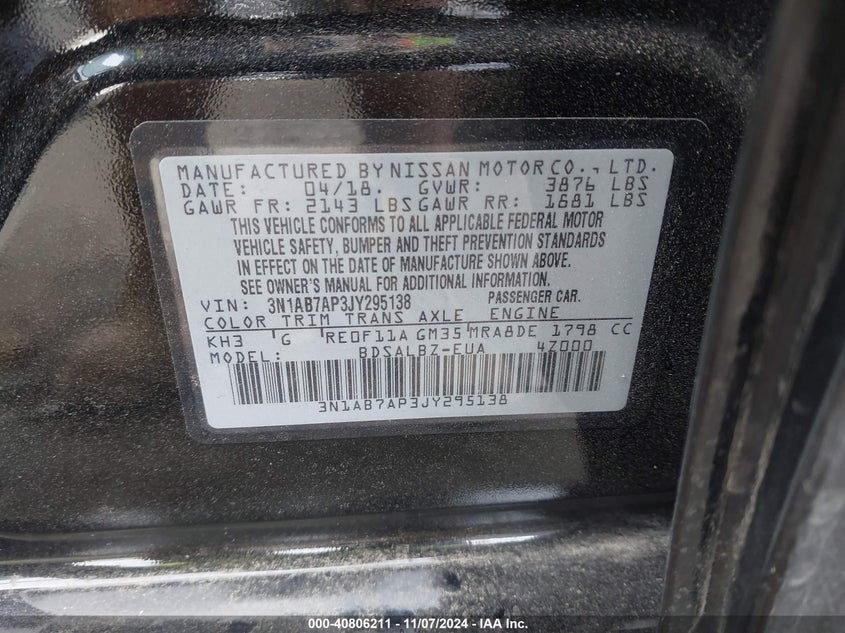 MANUFACTURED BY NISSAN MOTOR CO., LTD.
DATE: 04/18. GVWR: 3876 LBS
GAWR FR: 2143 LBS GAWR RR: 1681 LBS
THIS VEHICLE CONFORMS TO ALL APPLICABLE FEDERAL MOTOR
VEHICLE SAFETY, BUMPER AND THEFT PREVENTION STANDARDS
IN EFFECT ON THE DATE OF MANUFACTURE SHOWN ABOVE.
SEE OWNER'S MANUAL FOR ADDITIONAL INFORMATION.
VIN: 3N1AB7AP3JY295138 PASSENGER CAR.
COLOR TRIM TRANS AXLE ENGINE
KH3 G RE0F11A GM35 MRA8DE 1798 CC
MODEL: BDSALBZ-EUA 4Z000
3N1AB7AP3JY295138
000-40806211 - 11/07/2024 - IAA Inc.